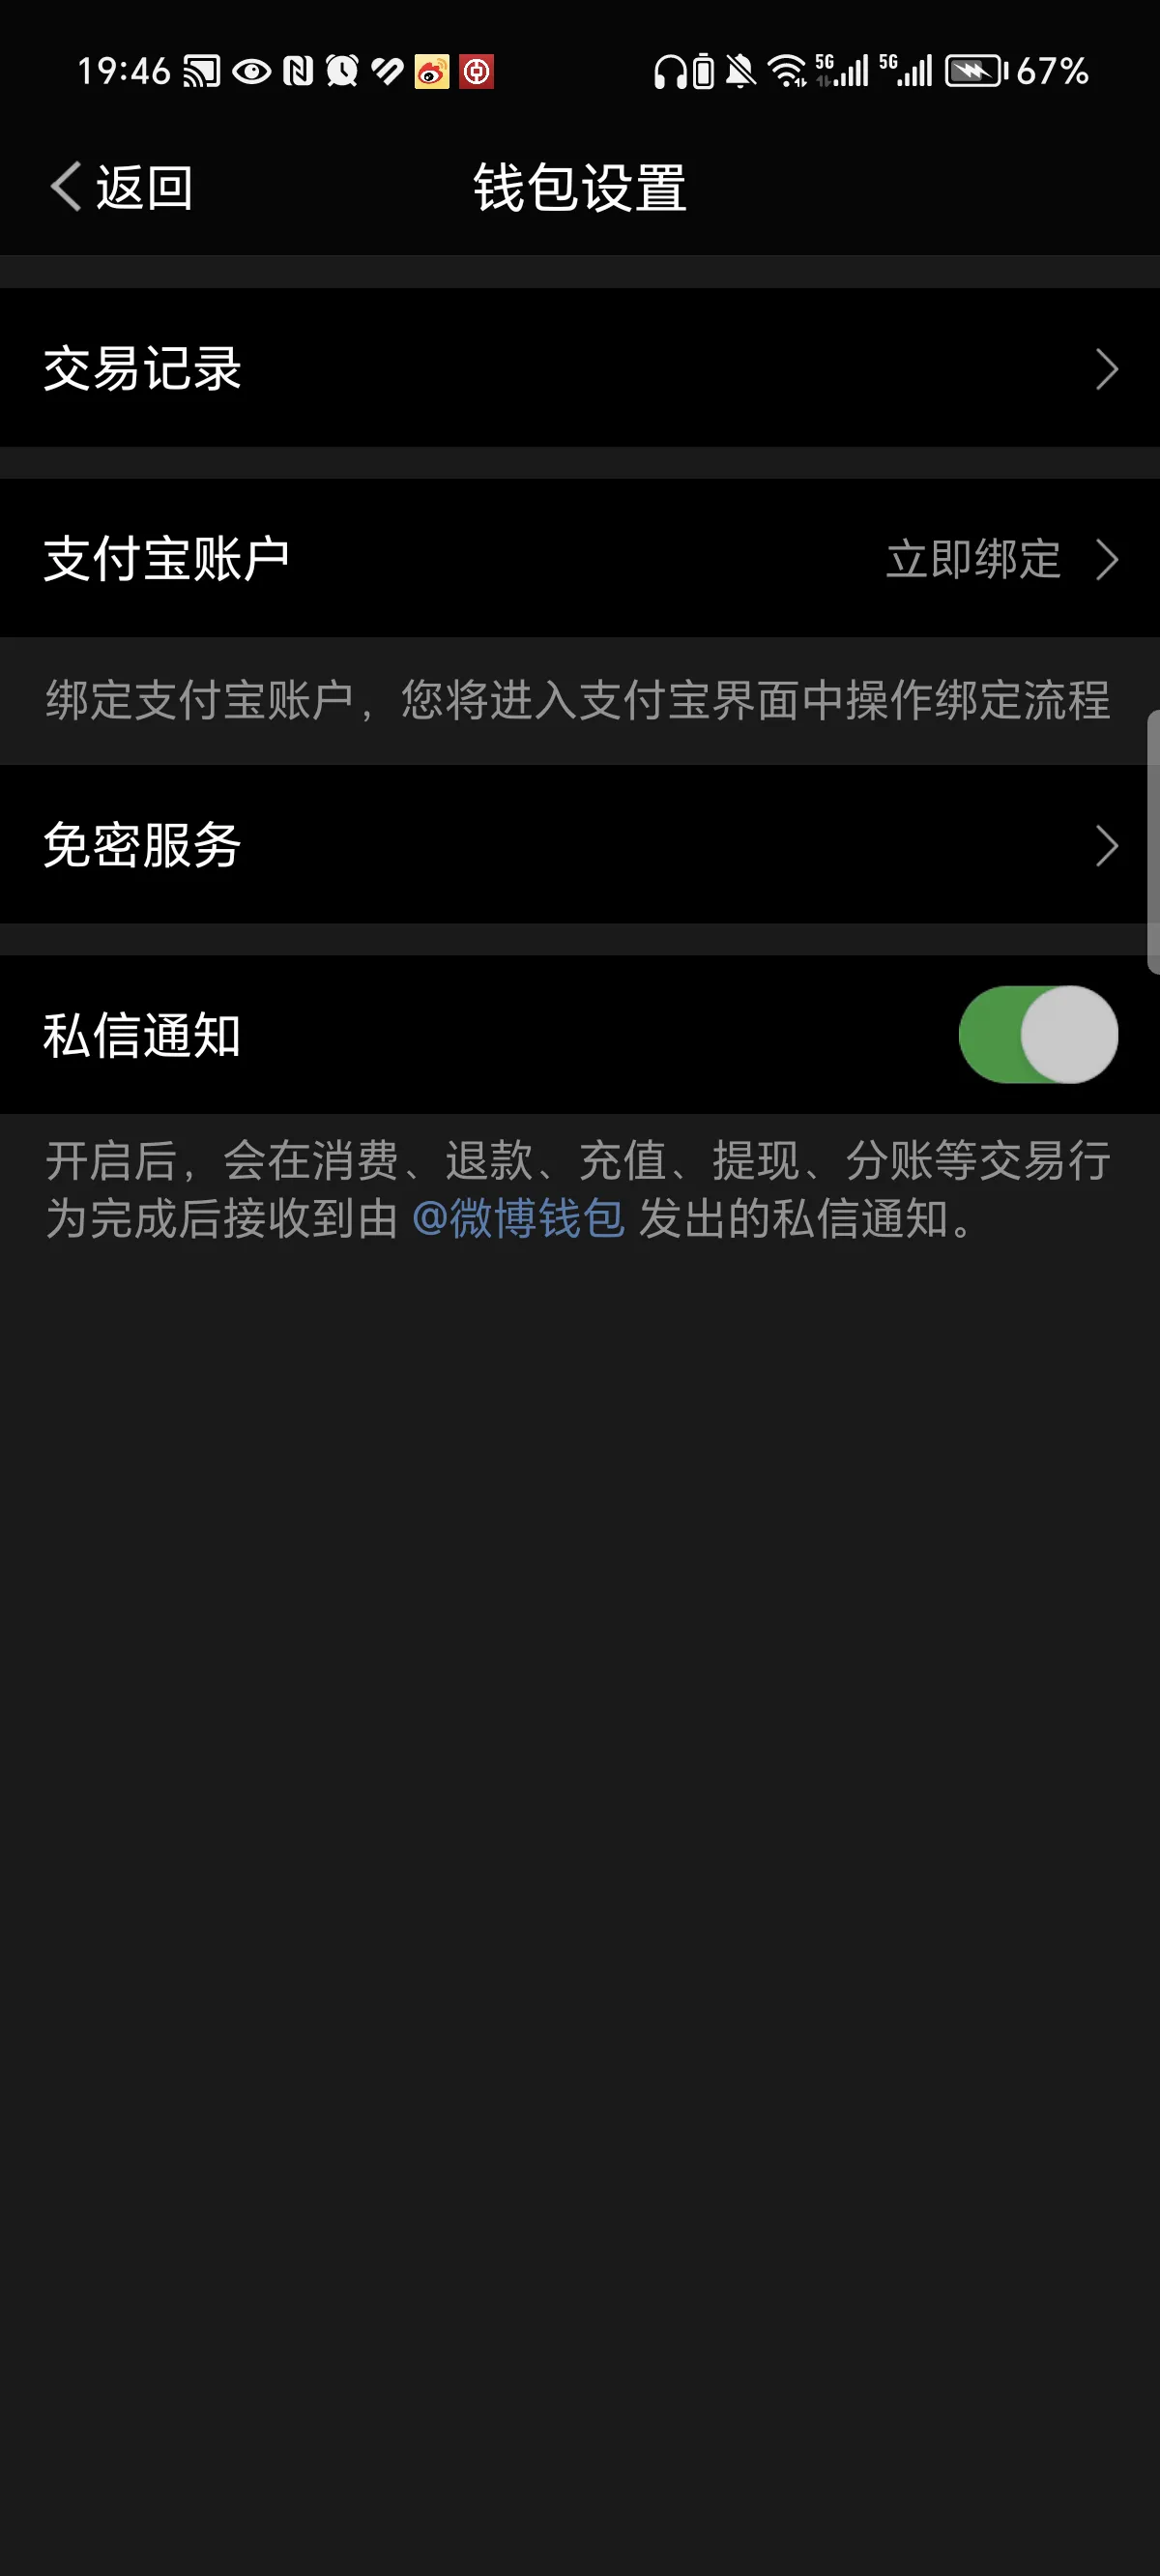 19:46 5G 5G 67%
返回 钱包设置
交易记录
支付宝账户 立即绑定
绑定支付宝账户，您将进入支付宝界面中操作绑定流程
免密服务
私信通知
开启后，会在消费、退款、充值、提现、分账等交易行
为完成后接收到由 @微博钱包 发出的私信通知。